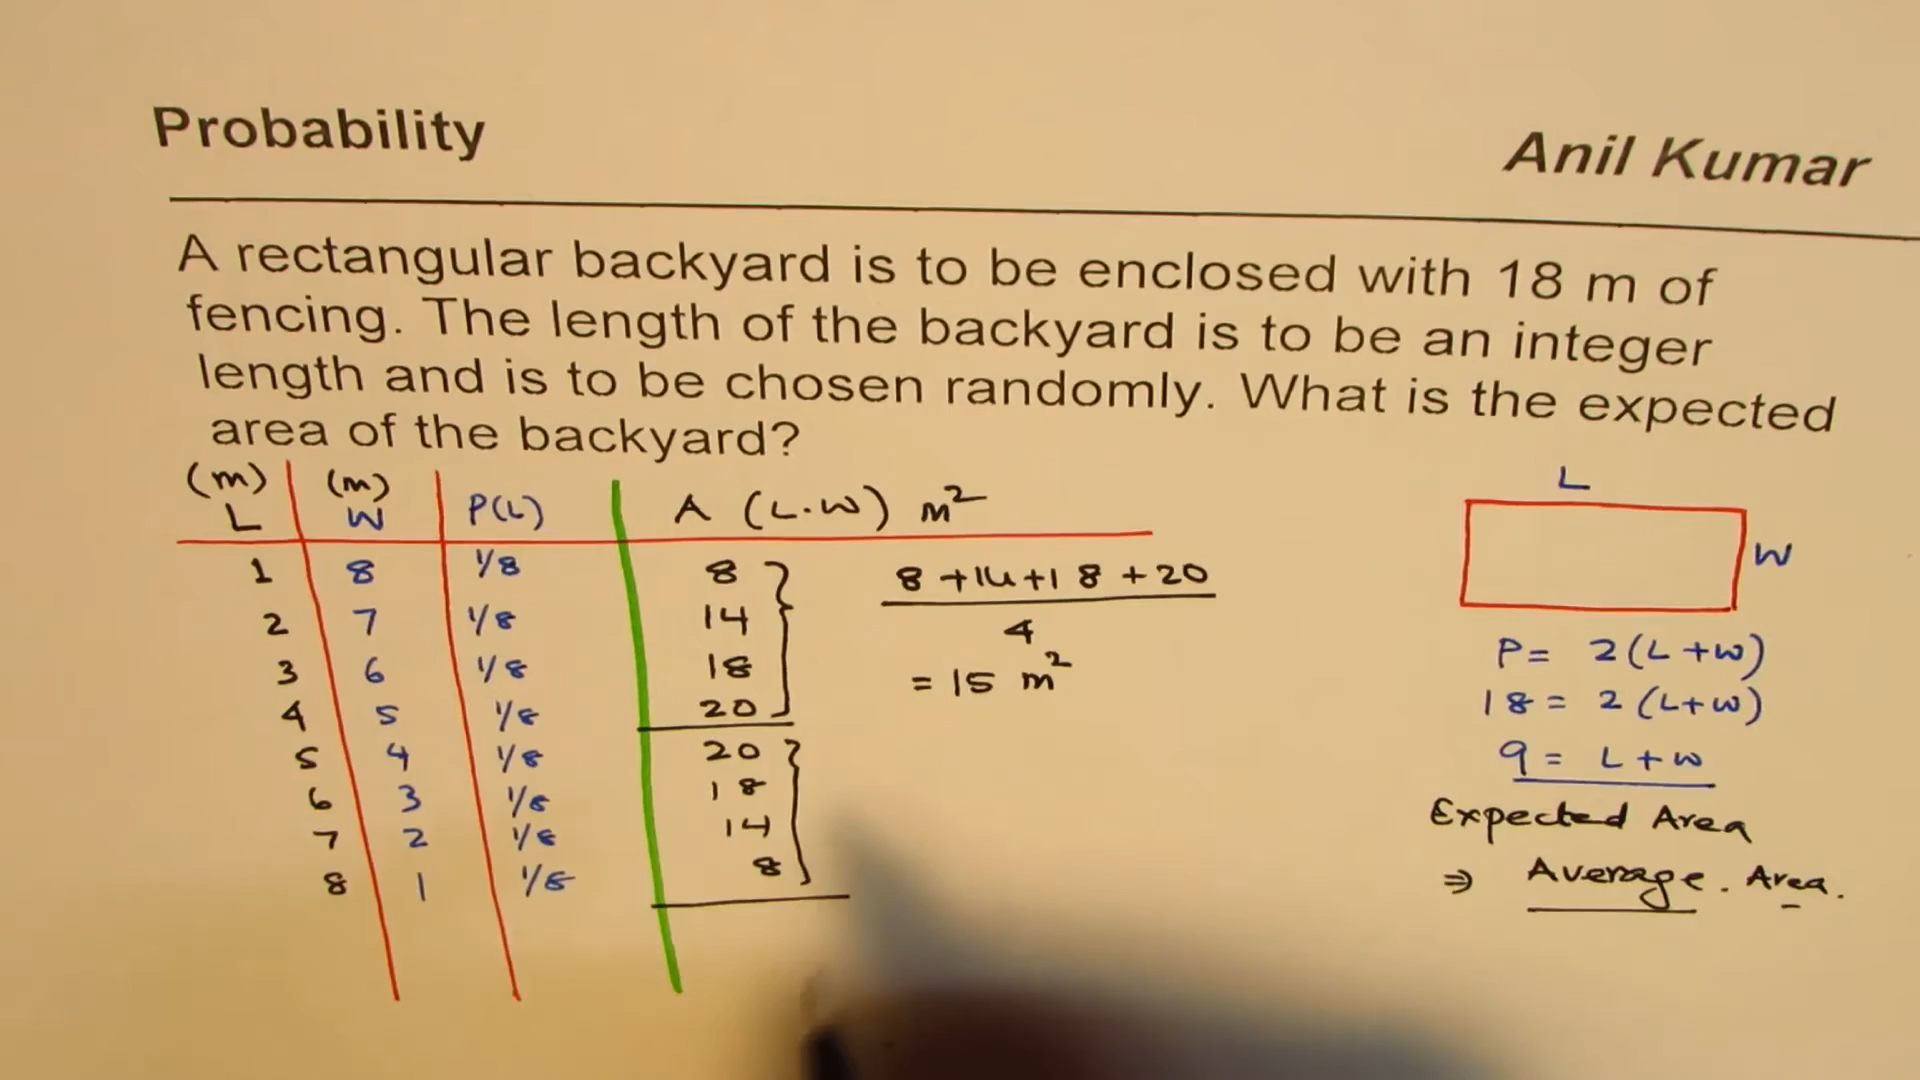 Probability
Anil Kumar
A rectangular backyard is to be enclosed with 18 m of
fencing. The length of the backyard is to be an integer
length and is to be chosen randomly. What is the expected
area of the backyard?
(m) (m)
L W P(L) A (L.W) m²
1 8 1/8 8
2 7 1/8 14
3 6 1/8 18
4 5 1/8 20
5 4 1/8 20
6 3 1/8 18
7 2 1/8 14
8 1 1/8 8
8 + 14 + 18 + 20
4
= 15 m²
L
W
P = 2(L+W)
18 = 2(L+W)
9 = L+W
Expected Area
⇒ Average. Area.